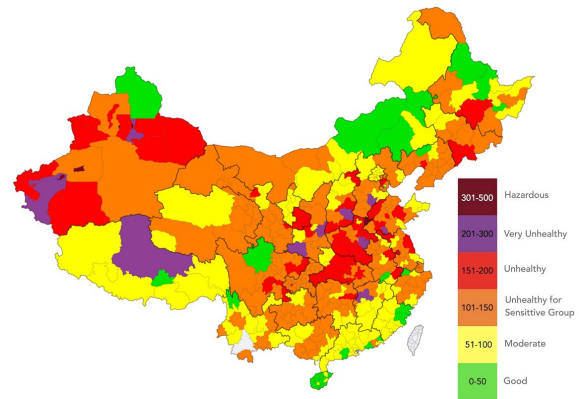 301-500 Hazardous
201-300 Very Unhealthy
151-200 Unhealthy
101-150 Unhealthy for
Sensitive Group
51-100 Moderate
0-50 Good